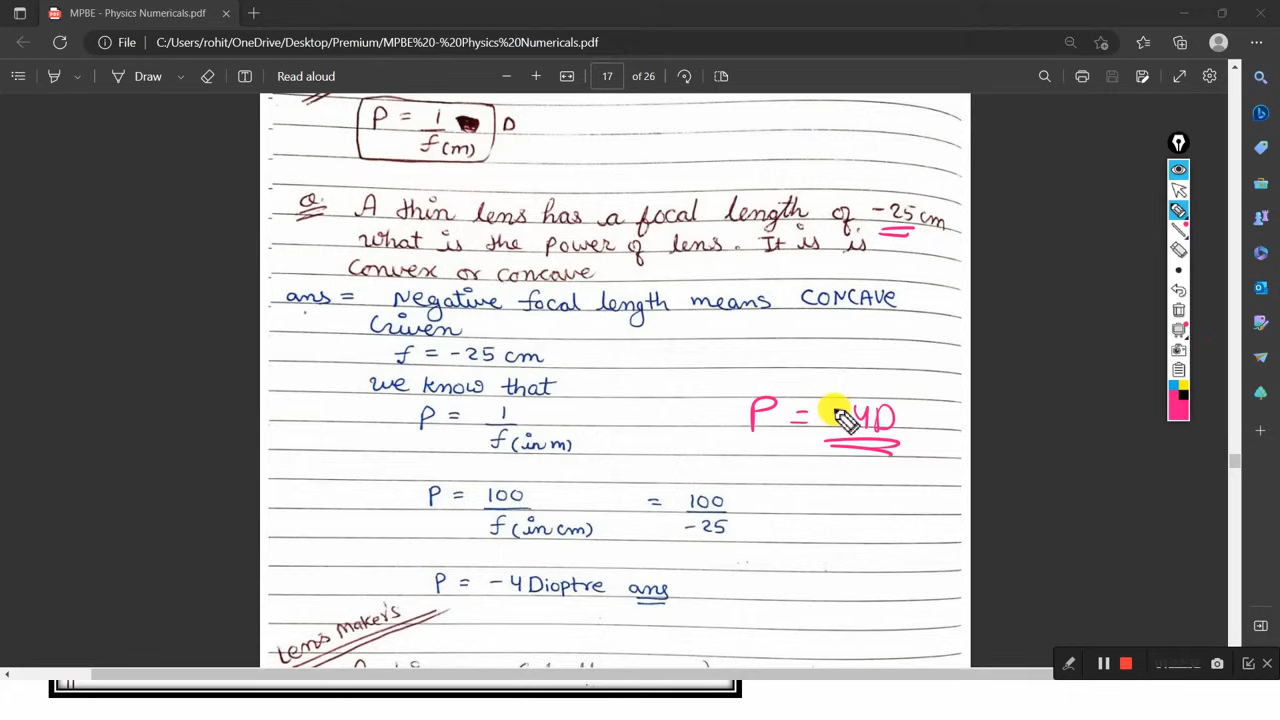 MPBE - Physics Numericals.pdf
File C:/Users/rohit/OneDrive/Desktop/Premium/MPBE%20-%20Physics%20Numericals.pdf
Draw Read aloud 17 of 26
P = 1 D
f(m)
Q. A thin lens has a focal length of -25 cm
what is the power of lens. It is is
Convex or concave
ans = Negative focal length means CONCAVE
Given
f = -25 cm
we know that
P = 1
f(in m)
P = 4D
P = 100 = 100
f(in cm) -25
P = -4 Dioptre ans
Lens Maker's